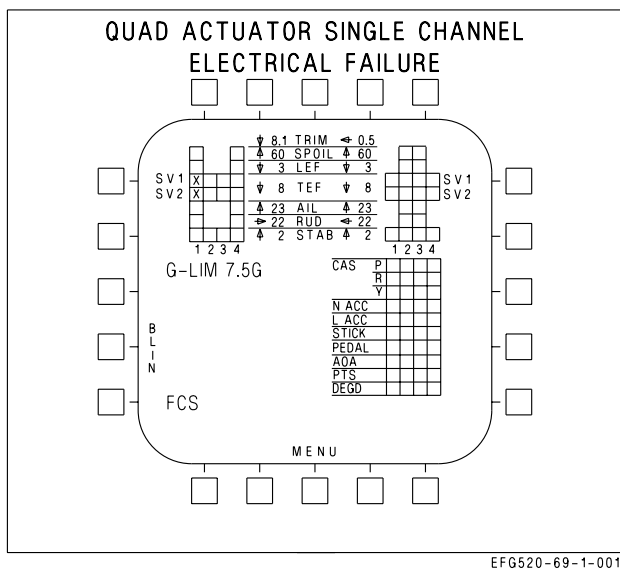 QUAD ACTUATOR SINGLE CHANNEL
ELECTRICAL FAILURE
8.1 TRIM 0.5
60 SPOIL 60
3 LEF 3
SV1 X 8 TEF 8 SV1
SV2 X SV2
23 AIL 23
22 RUD 22
2 STAB 2
1 2 3 4 1 2 3 4
G-LIM 7.5G
CAS P
R
Y
N ACC
L ACC
STICK
PEDAL
AOA
PTS
DEGD
BLIN
FCS
MENU
EFG520-69-1-001